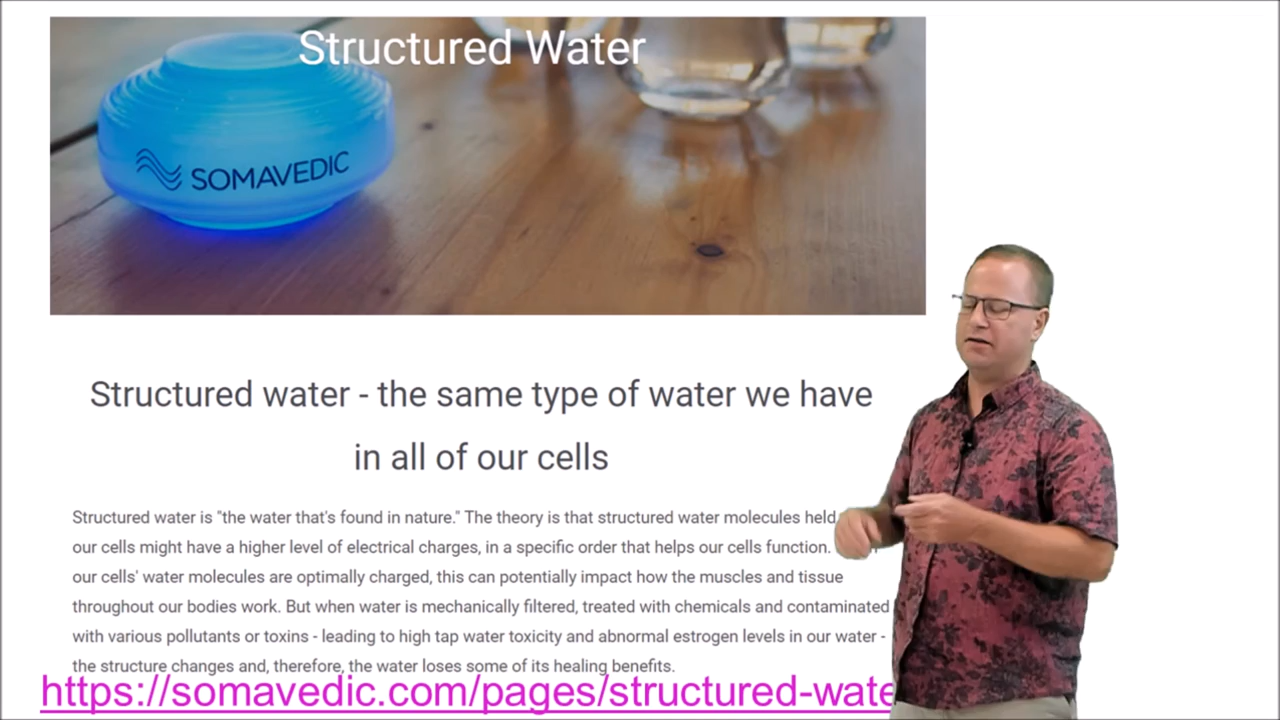 Structured Water
SOMAVEDIC
Structured water - the same type of water we have
in all of our cells
Structured water is "the water that's found in nature." The theory is that structured water molecules held
our cells might have a higher level of electrical charges, in a specific order that helps our cells function.
our cells' water molecules are optimally charged, this can potentially impact how the muscles and tissue
throughout our bodies work. But when water is mechanically filtered, treated with chemicals and contaminated
with various pollutants or toxins - leading to high tap water toxicity and abnormal estrogen levels in our water -
the structure changes and, therefore, the water loses some of its healing benefits.
https://somavedic.com/pages/structured-wate